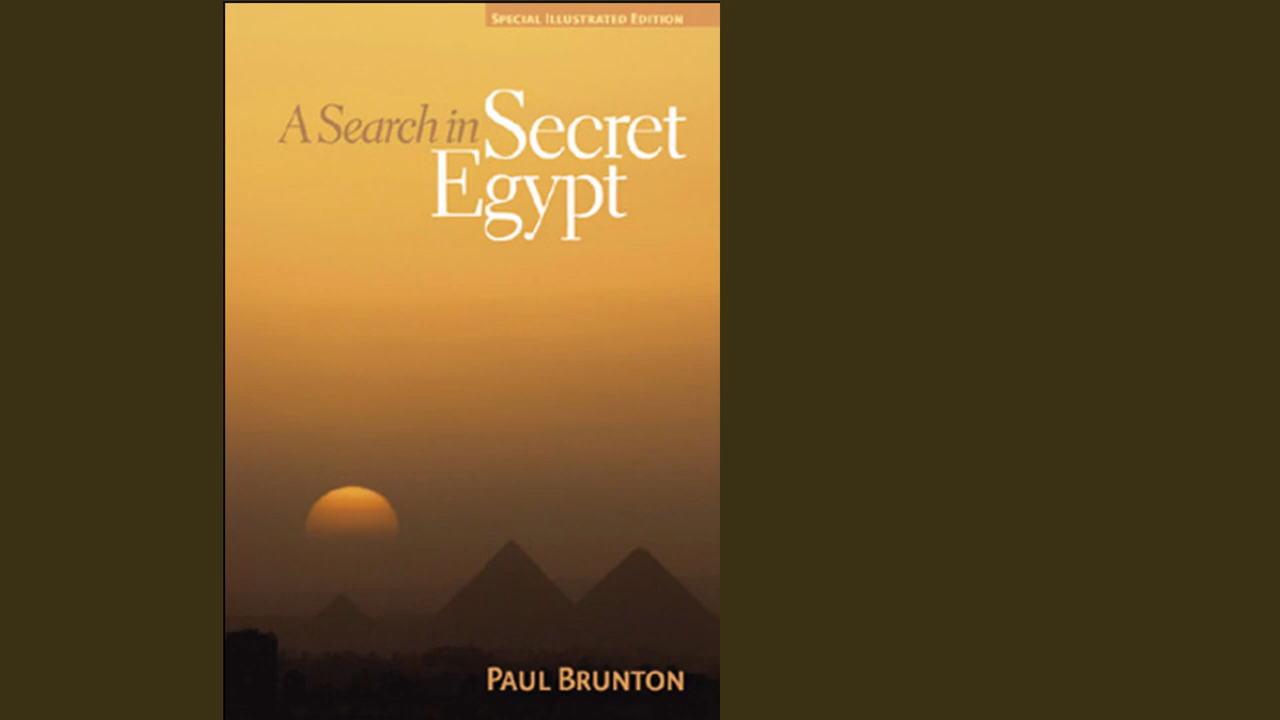 SPECIAL ILLUSTRATED EDITION
A Search in Secret
Egypt
PAUL BRUNTON